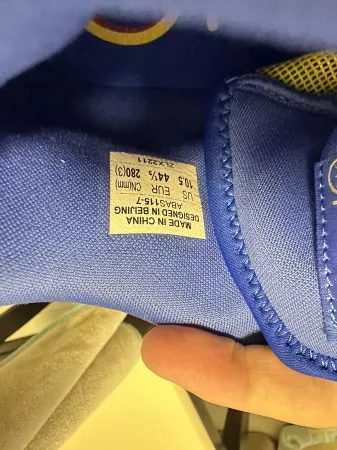 MADE IN CHINA
DESIGNED IN BEIJING
ABAS115-7
US EUR CN(mm)
10.5 44⅔ 280(3)
ZLX2211